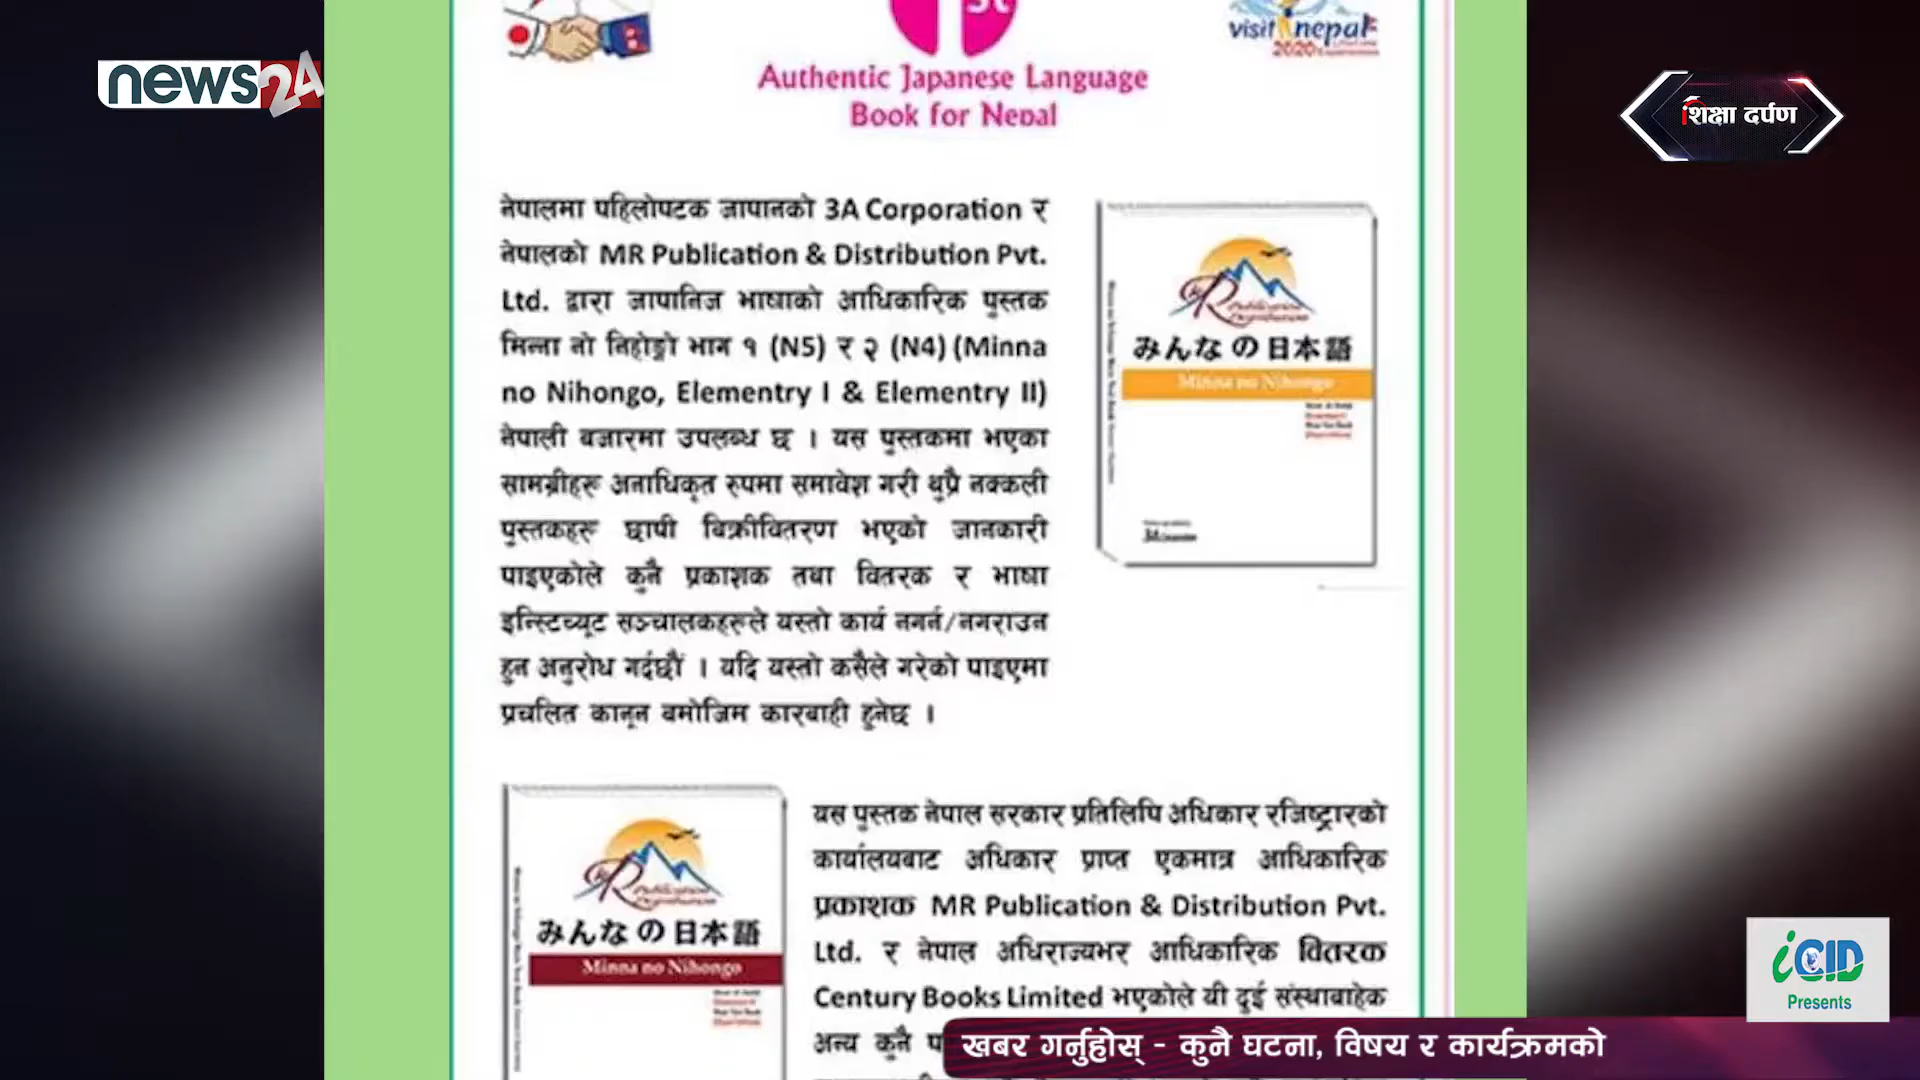 news24
शिक्षा दर्पण
visit nepal
2020
Authentic Japanese Language
Book for Nepal
नेपालमा पहिलोपटक जापानको 3A Corporation र
नेपालको MR Publication & Distribution Pvt.
Ltd. द्वारा जापानिज भाषाको आधिकारिक पुस्तक
मिन्ना नो निहोङ्गो भाग १ (N5) र २ (N4) (Minna
no Nihongo, Elementry I & Elementry II)
नेपाली बजारमा उपलब्ध छ । यस पुस्तकमा भएका
सामग्रीहरू अनाधिकृत रुपमा समावेश गरी थुप्रै नक्कली
पुस्तकहरू छापी बिक्रीवितरण भएको जानकारी
पाइएकोले कुनै प्रकाशक तथा वितरक र भाषा
इन्स्टिच्यूट सञ्चालकहरूले यस्तो कार्य नगर्न/नगराउन
हुन अनुरोध गर्दछौं । यदि यस्तो कसैले गरेको पाइएमा
प्रचलित कानून बमोजिम कारबाही हुनेछ ।
みんなの日本語
Minna no Nihongo
みんなの日本語
Minna no Nihongo
यस पुस्तक नेपाल सरकार प्रतिलिपि अधिकार रजिष्ट्रारको
कार्यालयबाट अधिकार प्राप्त एकमात्र आधिकारिक
प्रकाशक MR Publication & Distribution Pvt.
Ltd. र नेपाल अधिराज्यभर आधिकारिक वितरक
Century Books Limited भएकोले यी दुई संस्थाबाहेक
अन्य कुनै
iCID
Presents
खबर गर्नुहोस् - कुनै घटना, विषय र कार्यक्रमको